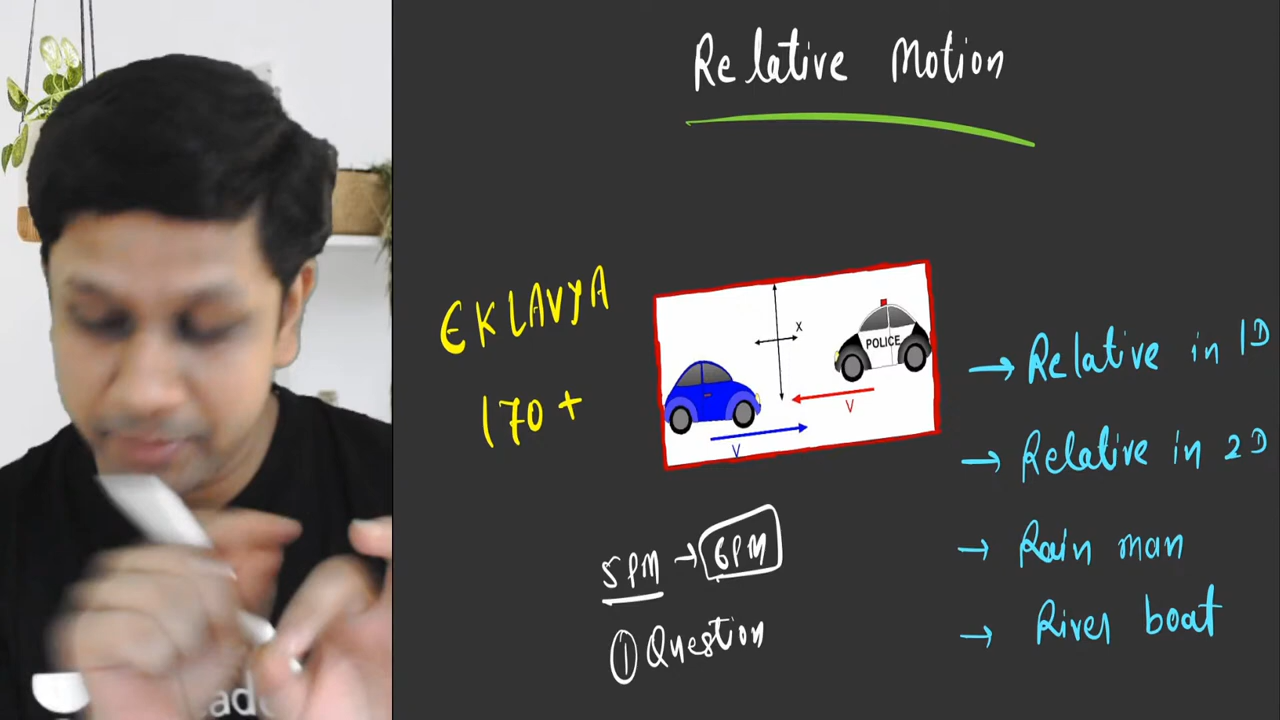 Relative Motion
EKLAVYA
170+
X
POLICE
V
V
→ Relative in 1D
→ Relative in 2D
→ Rain man
→ River boat
5PM → 6PM
① Question